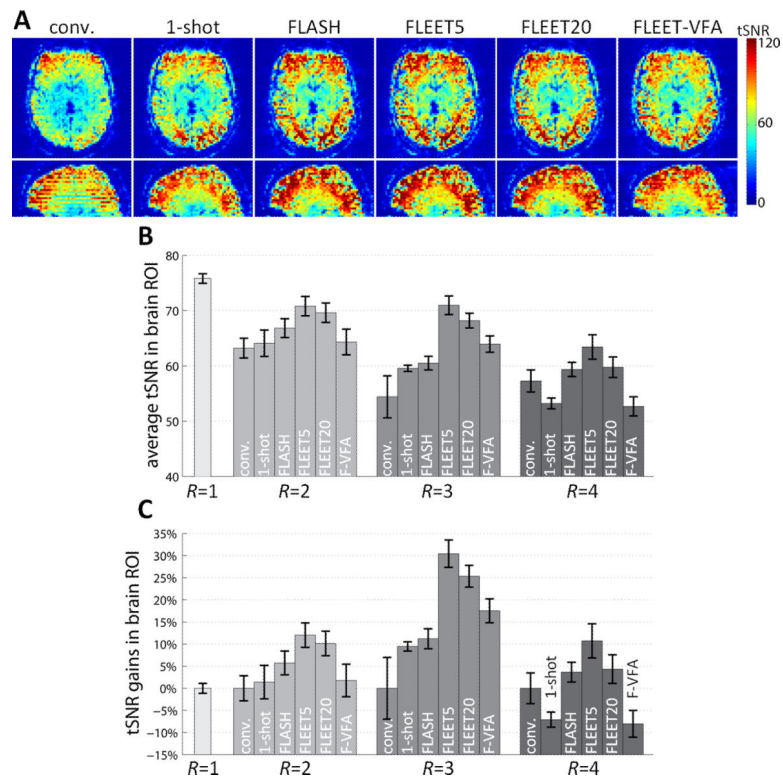 A
conv. 1-shot FLASH FLEET5 FLEET20 FLEET-VFA tSNR
120
100
80
60
40
20
0
B
average tSNR in brain ROI
80
70
60
50
40
conv. 1-shot FLASH FLEET5 FLEET20 F-VFA
conv. 1-shot FLASH FLEET5 FLEET20 F-VFA
conv. 1-shot FLASH FLEET5 FLEET20 F-VFA
R=1 R=2 R=3 R=4
C
tSNR gains in brain ROI
35%
30%
25%
20%
15%
10%
5%
0%
−5%
−10%
−15%
conv. 1-shot FLASH FLEET5 FLEET20 F-VFA
conv. 1-shot FLASH FLEET5 FLEET20 F-VFA
conv. 1-shot FLASH FLEET5 FLEET20 F-VFA
R=1 R=2 R=3 R=4